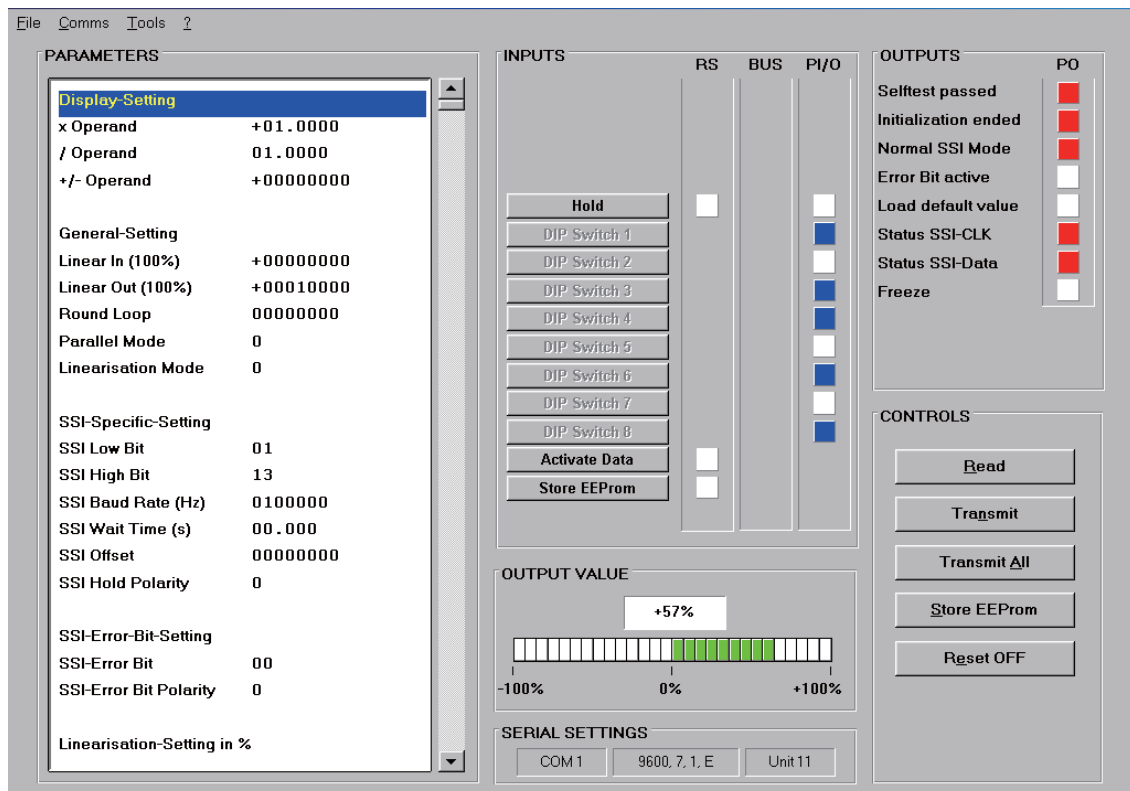 File Comms Tools ?
PARAMETERS
Display-Setting
x Operand +01.0000
/ Operand 01.0000
+/- Operand +00000000
General-Setting
Linear In (100%) +00000000
Linear Out (100%) +00010000
Round Loop 00000000
Parallel Mode 0
Linearisation Mode 0
SSI-Specific-Setting
SSI Low Bit 01
SSI High Bit 13
SSI Baud Rate (Hz) 0100000
SSI Wait Time (s) 00.000
SSI Offset 00000000
SSI Hold Polarity 0
SSI-Error-Bit-Setting
SSI-Error Bit 00
SSI-Error Bit Polarity 0
Linearisation-Setting in %
INPUTS
RS BUS PI/O
Hold
DIP Switch 1
DIP Switch 2
DIP Switch 3
DIP Switch 4
DIP Switch 5
DIP Switch 6
DIP Switch 7
DIP Switch 8
Activate Data
Store EEProm
OUTPUT VALUE
+57%
-100% 0% +100%
SERIAL SETTINGS
COM 1 9600, 7, 1, E Unit 11
OUTPUTS
PO
Selftest passed
Initialization ended
Normal SSI Mode
Error Bit active
Load default value
Status SSI-CLK
Status SSI-Data
Freeze
CONTROLS
Read
Transmit
Transmit All
Store EEProm
Reset OFF